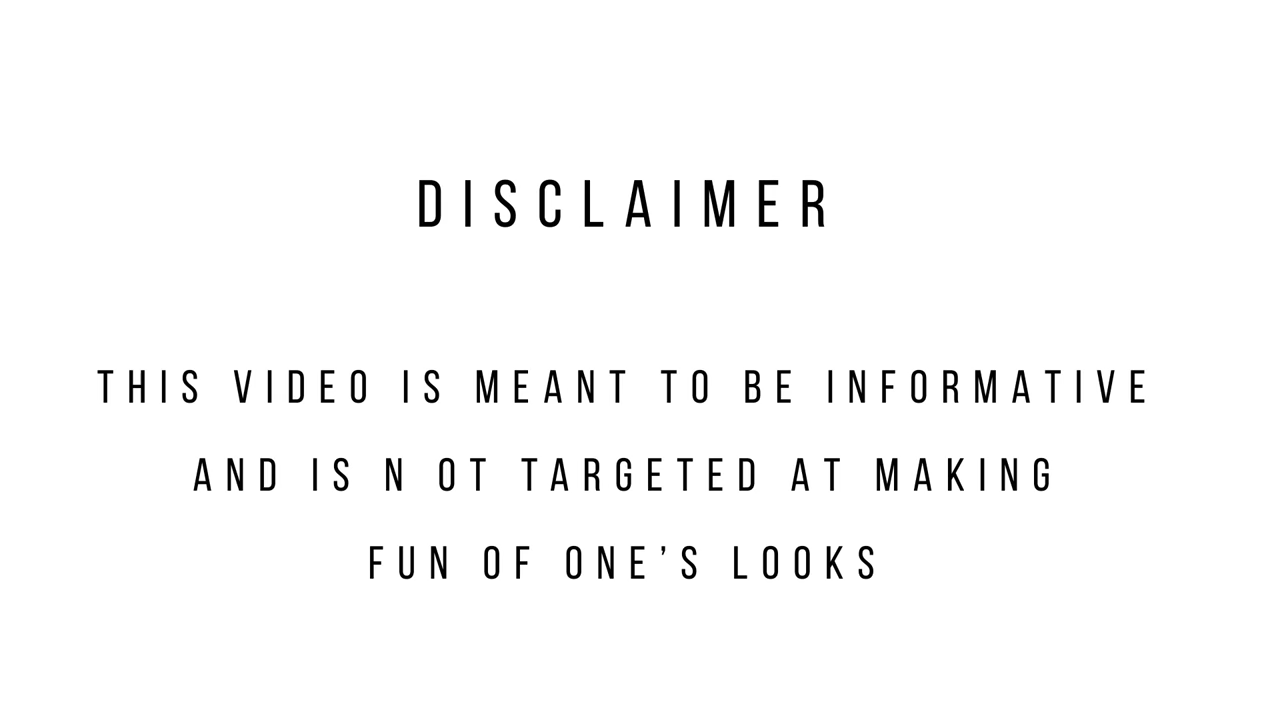 DISCLAIMER
THIS VIDEO IS MEANT TO BE INFORMATIVE
AND IS N OT TARGETED AT MAKING
FUN OF ONE’S LOOKS